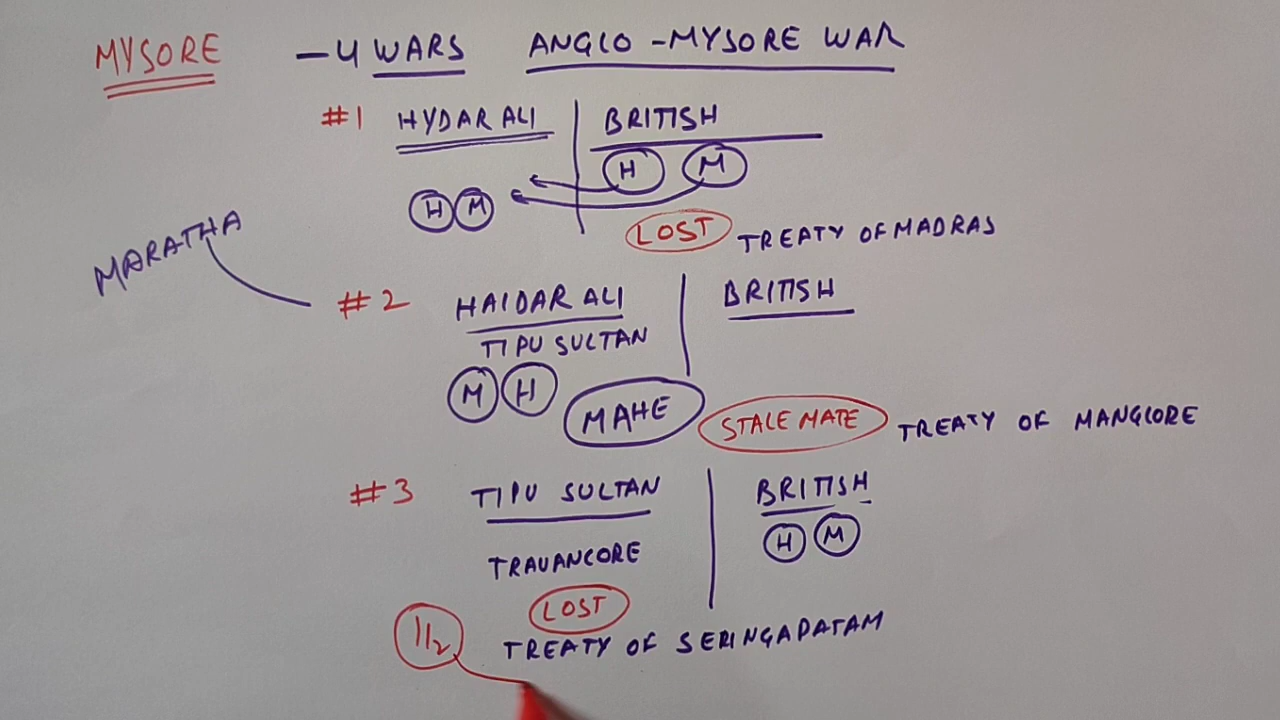 MYSORE - 4 WARS ANGLO - MYSORE WAR
#1 HYDAR ALI BRITISH
H M
H M
LOST TREATY OF MADRAS
MARATHA
#2 HAIDAR ALI BRITISH
TIPU SULTAN
M H MAHE STALE MATE TREATY OF MANGLORE
#3 TIPU SULTAN BRITISH
H M
TRAVANCORE
LOST
1/2 TREATY OF SERINGAPATAM